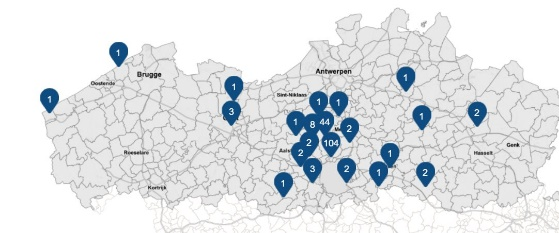 1
Brugge
Oostende
Antwerpen
1
1
1
Sint-Niklaas
1
1
3
1
2
1
8
44
2
2
104
Aalst
2
1
Roeselare
Hasselt
Genk
3
2
1
2
1
Kortrijk